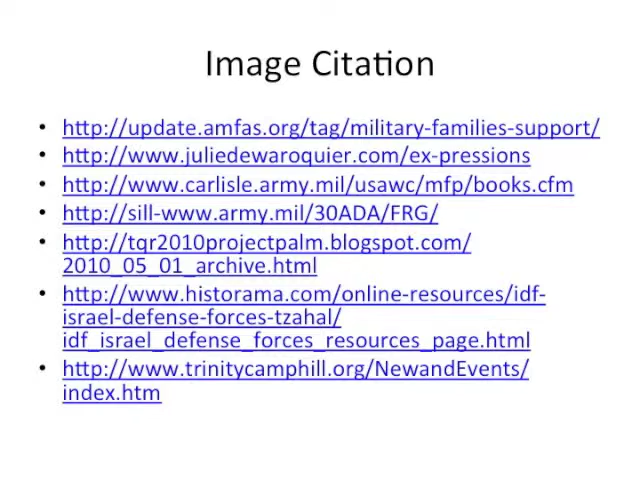 Image Citation
• http://update.amfas.org/tag/military-families-support/
• http://www.juliedewaroquier.com/ex-pressions
• http://www.carlisle.army.mil/usawc/mfp/books.cfm
• http://sill-www.army.mil/30ADA/FRG/
• http://tqr2010projectpalm.blogspot.com/
2010_05_01_archive.html
• http://www.historama.com/online-resources/idf-
israel-defense-forces-tzahal/
idf_israel_defense_forces_resources_page.html
• http://www.trinitycamphill.org/NewandEvents/
index.htm